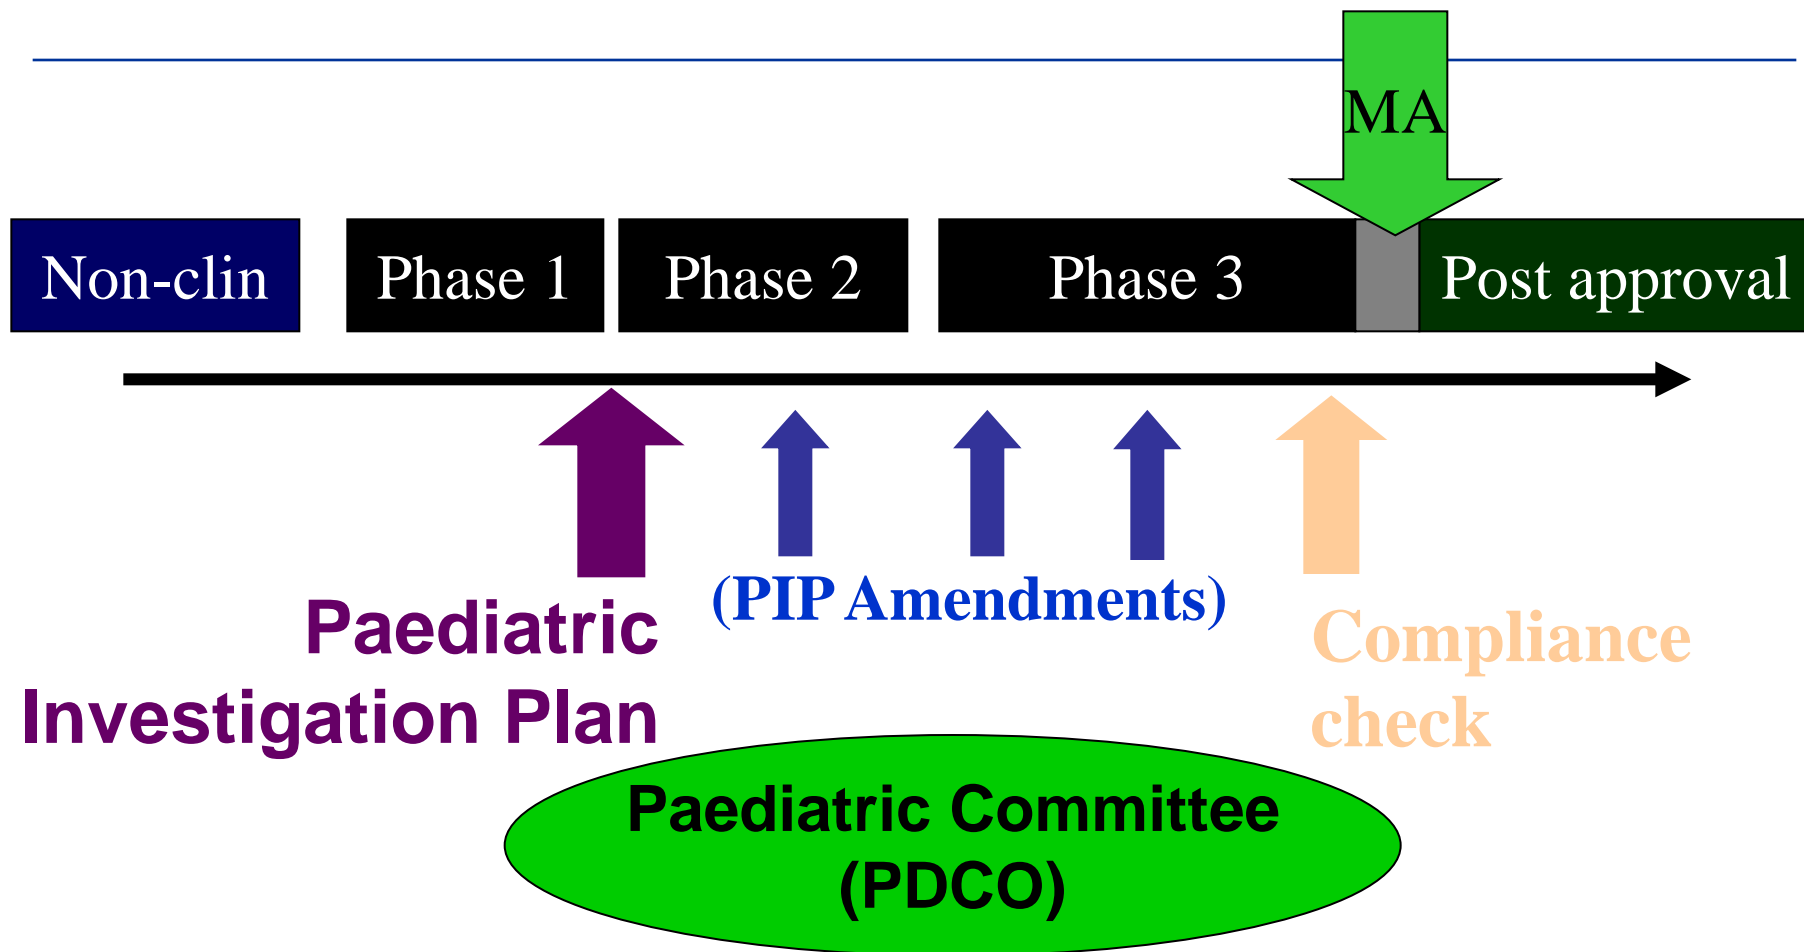 MA
Non-clin
Phase 1
Phase 2
Phase 3
Post approval
(PIP Amendments)
Paediatric
Investigation Plan
Compliance
check
Paediatric Committee
(PDCO)